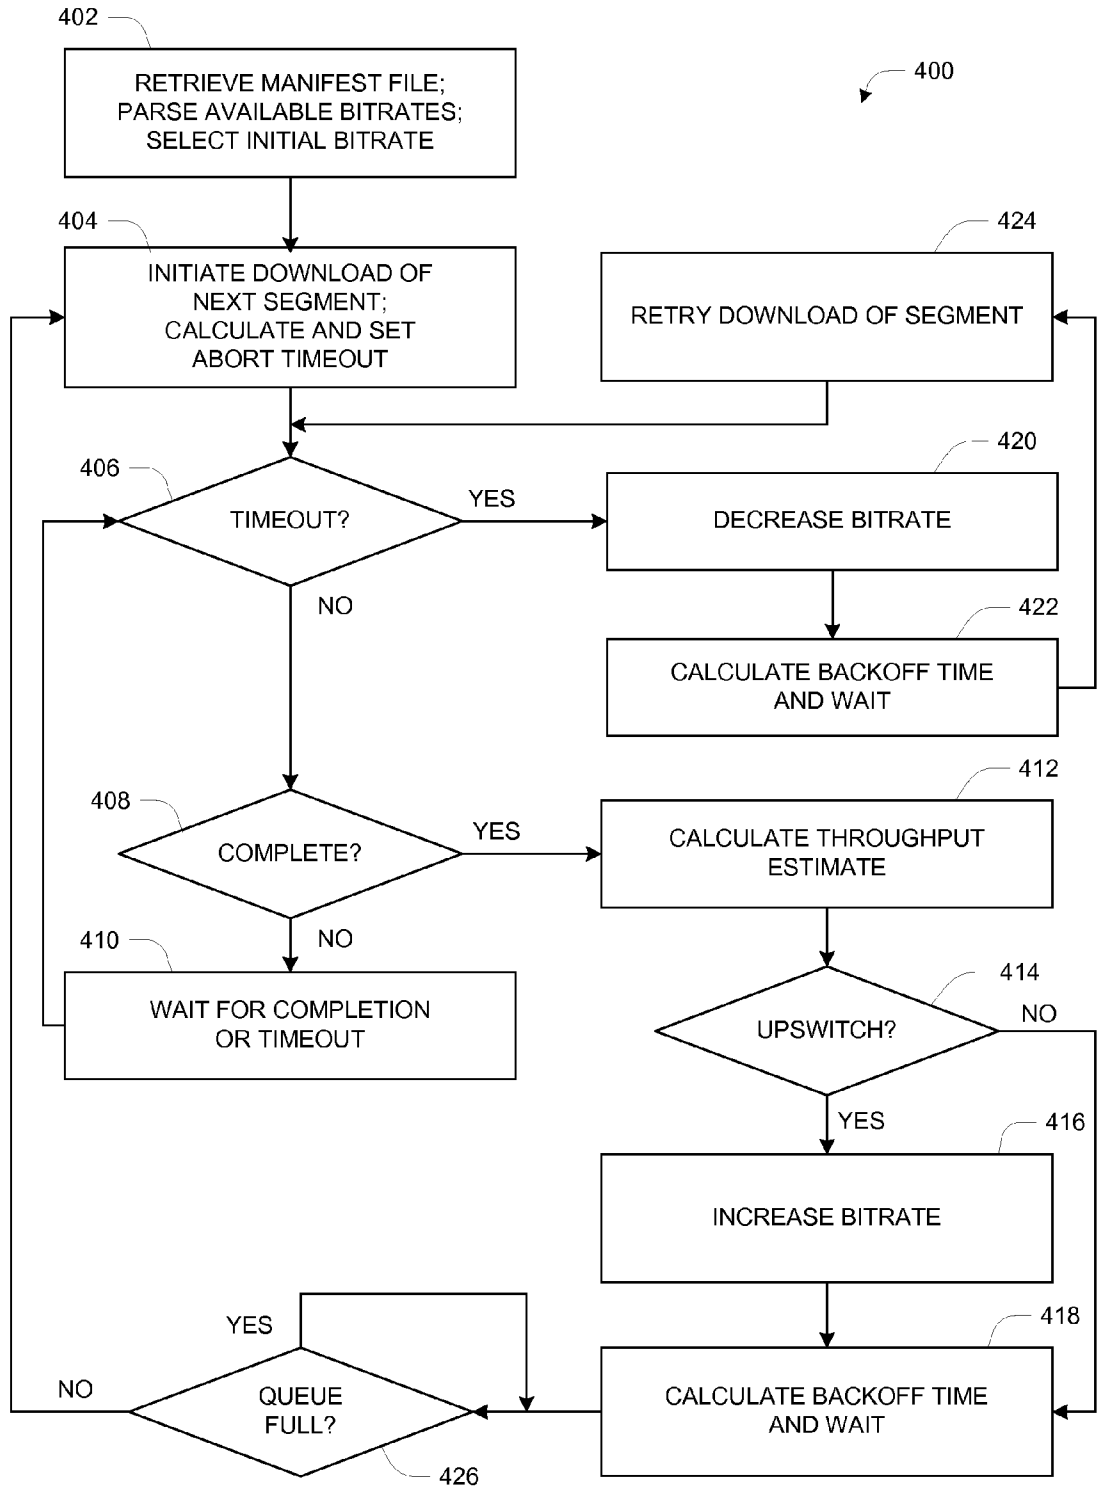 402
RETRIEVE MANIFEST FILE;
PARSE AVAILABLE BITRATES;
SELECT INITIAL BITRATE
400
404
INITIATE DOWNLOAD OF
NEXT SEGMENT;
CALCULATE AND SET
ABORT TIMEOUT
424
RETRY DOWNLOAD OF SEGMENT
406
TIMEOUT?
YES
NO
420
DECREASE BITRATE
422
CALCULATE BACKOFF TIME
AND WAIT
408
COMPLETE?
YES
NO
412
CALCULATE THROUGHPUT
ESTIMATE
410
WAIT FOR COMPLETION
OR TIMEOUT
414
UPSWITCH?
NO
YES
416
INCREASE BITRATE
418
CALCULATE BACKOFF TIME
AND WAIT
YES
NO
QUEUE
FULL?
426